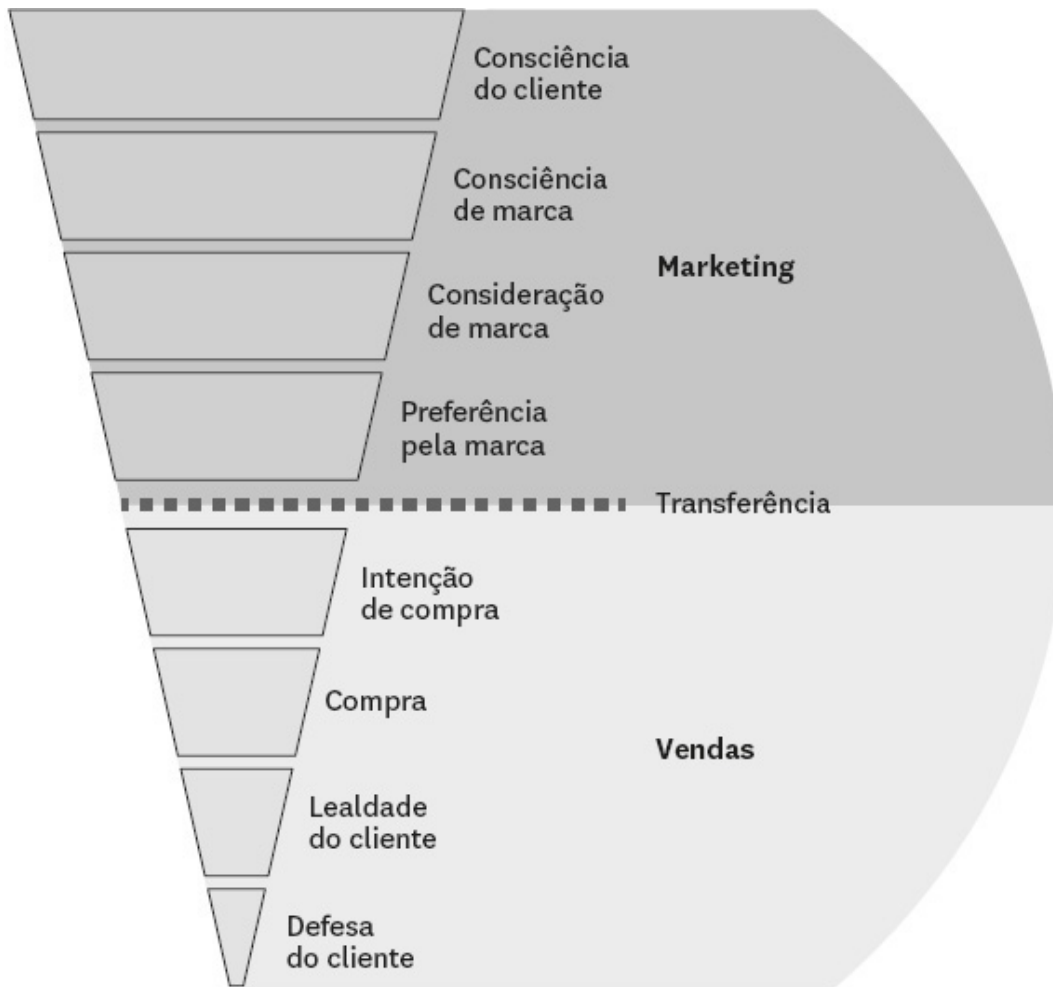 Consciência
do cliente
Consciência
de marca
Marketing
Consideração
de marca
Preferência
pela marca
Transferência
Intenção
de compra
Compra
Vendas
Lealdade
do cliente
Defesa
do cliente